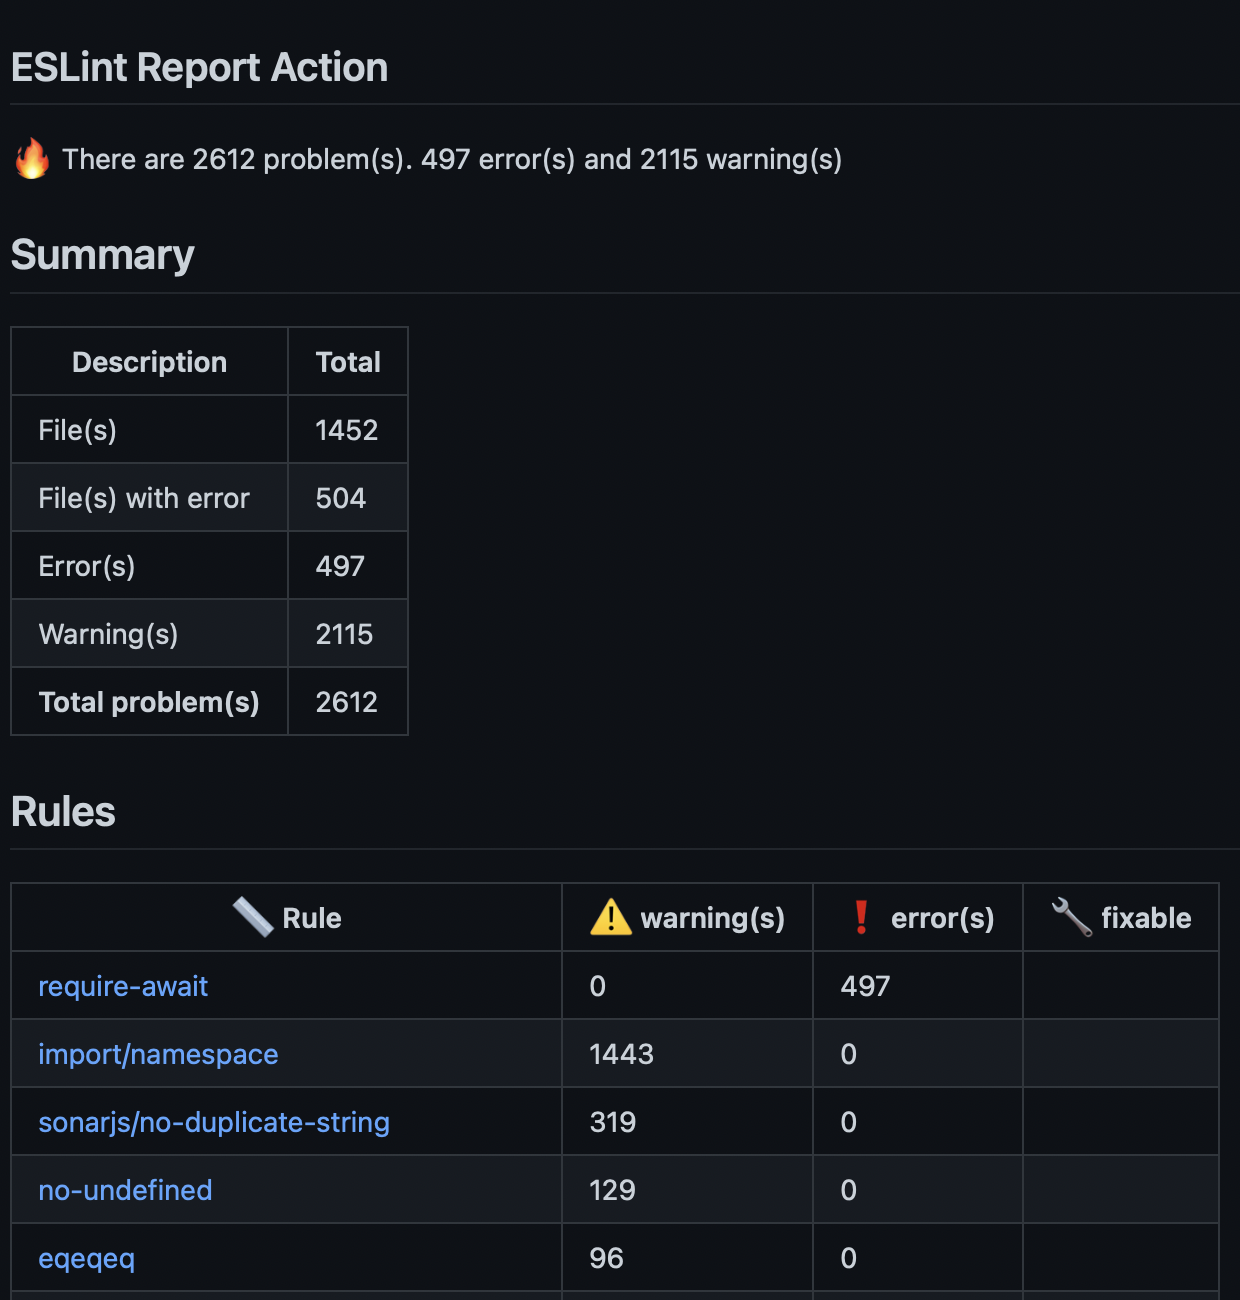 ESLint Report Action
🔥 There are 2612 problem(s). 497 error(s) and 2115 warning(s)
Summary
Description Total
File(s) 1452
File(s) with error 504
Error(s) 497
Warning(s) 2115
Total problem(s) 2612
Rules
📏 Rule ⚠️ warning(s) ❗ error(s) 🔧 fixable
require-await 0 497
import/namespace 1443 0
sonarjs/no-duplicate-string 319 0
no-undefined 129 0
eqeqeq 96 0